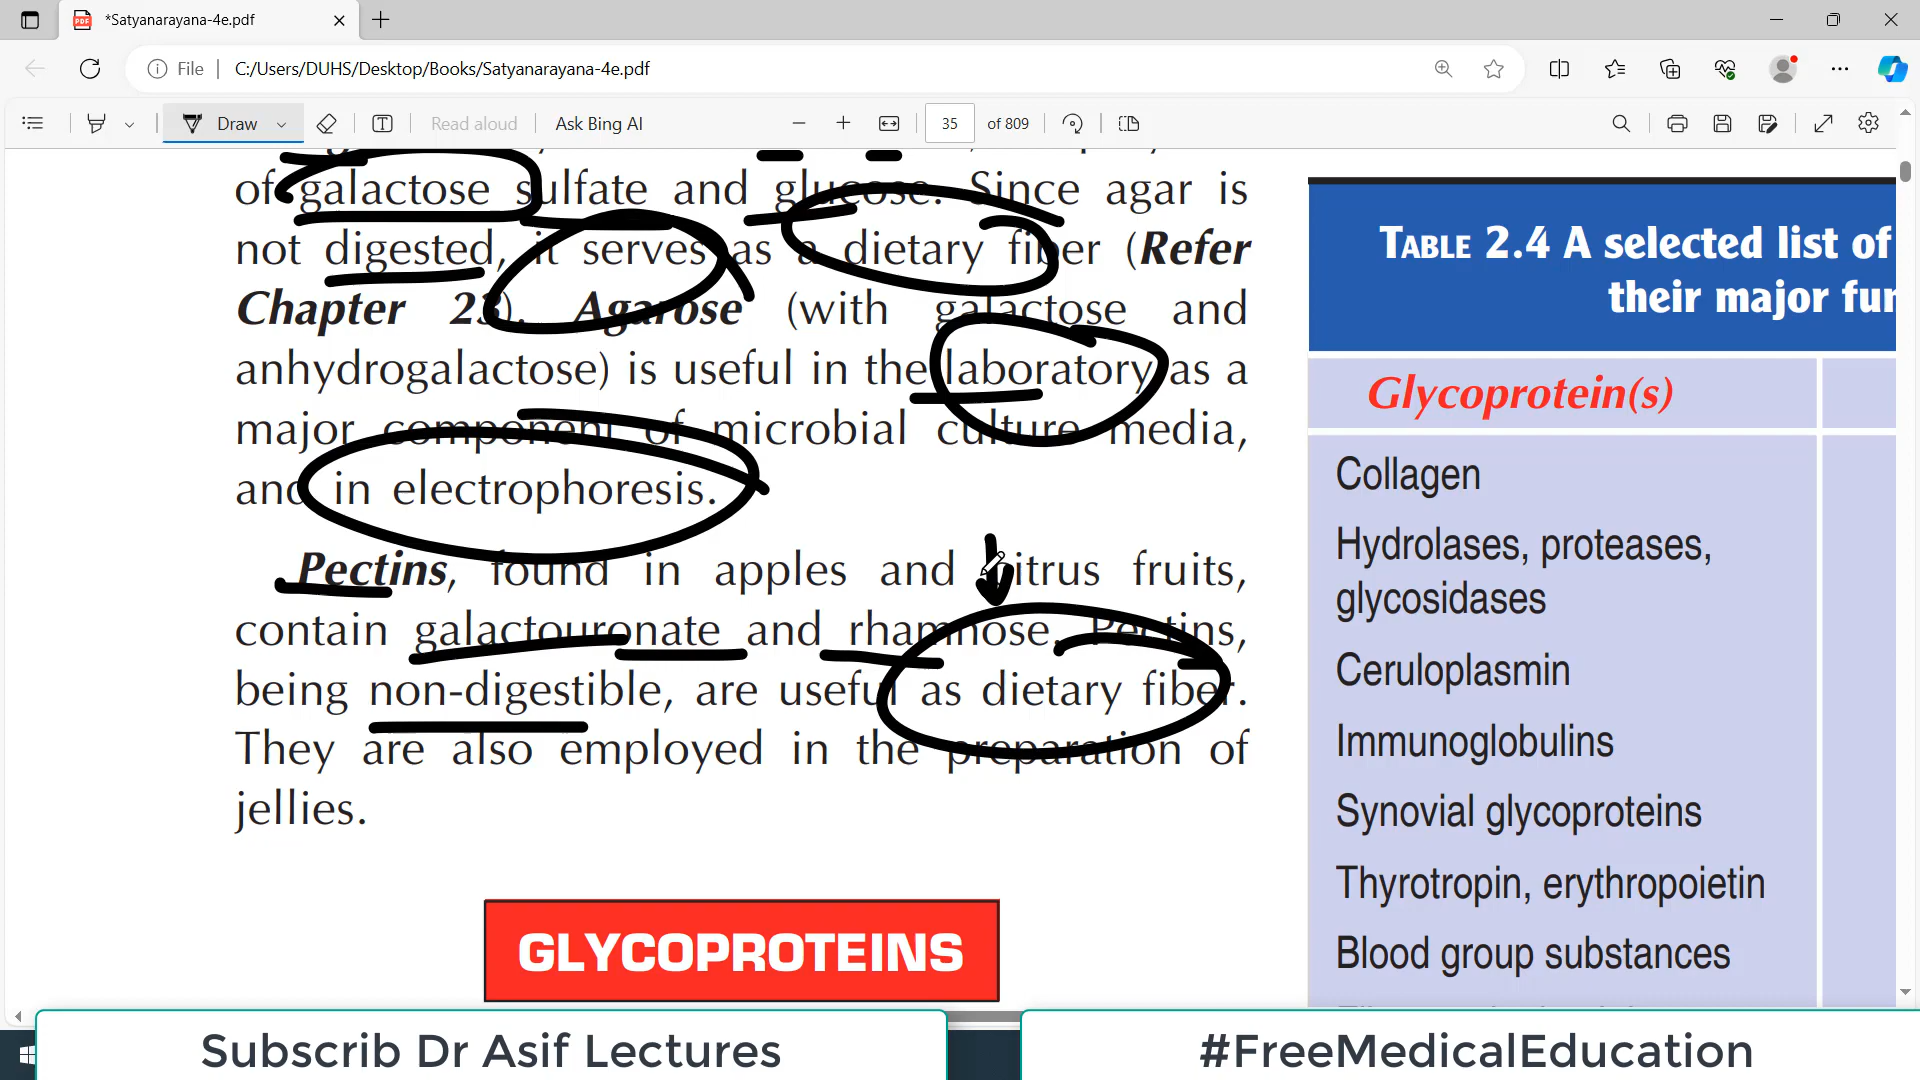 *Satyanarayana-4e.pdf
File
C:/Users/DUHS/Desktop/Books/Satyanarayana-4e.pdf
Draw
Read aloud
Ask Bing AI
35
of 809
of galactose sulfate and glucose. Since agar is
not digested, it serves as a dietary fiber (Refer
Chapter 23). Agarose (with galactose and
anhydrogalactose) is useful in the laboratory as a
major component of microbial culture media,
and in electrophoresis.
Pectins, found in apples and citrus fruits,
contain galactouronate and rhamnose. Pectins,
being non-digestible, are useful as dietary fiber.
They are also employed in the preparation of
jellies.
GLYCOPROTEINS
TABLE 2.4 A selected list of
their major fun
Glycoprotein(s)
Collagen
Hydrolases, proteases,
glycosidases
Ceruloplasmin
Immunoglobulins
Synovial glycoproteins
Thyrotropin, erythropoietin
Blood group substances
Subscrib Dr Asif Lectures
#FreeMedicalEducation